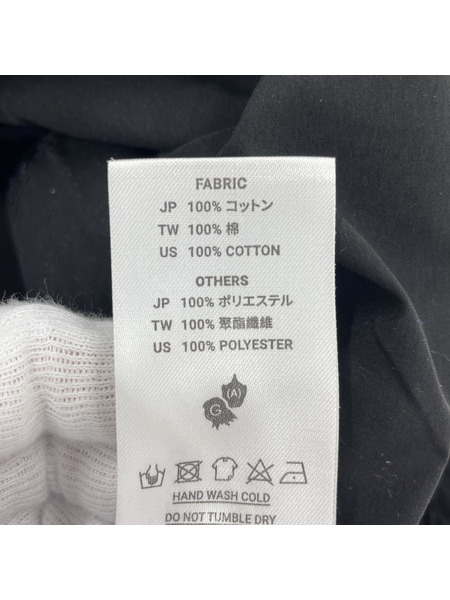 FABRIC
JP 100% コットン
TW 100% 棉
US 100% COTTON
OTHERS
JP 100% ポリエステル
TW 100% 聚酯纖維
US 100% POLYESTER
(A)
G
HAND WASH COLD
DO NOT TUMBLE DRY